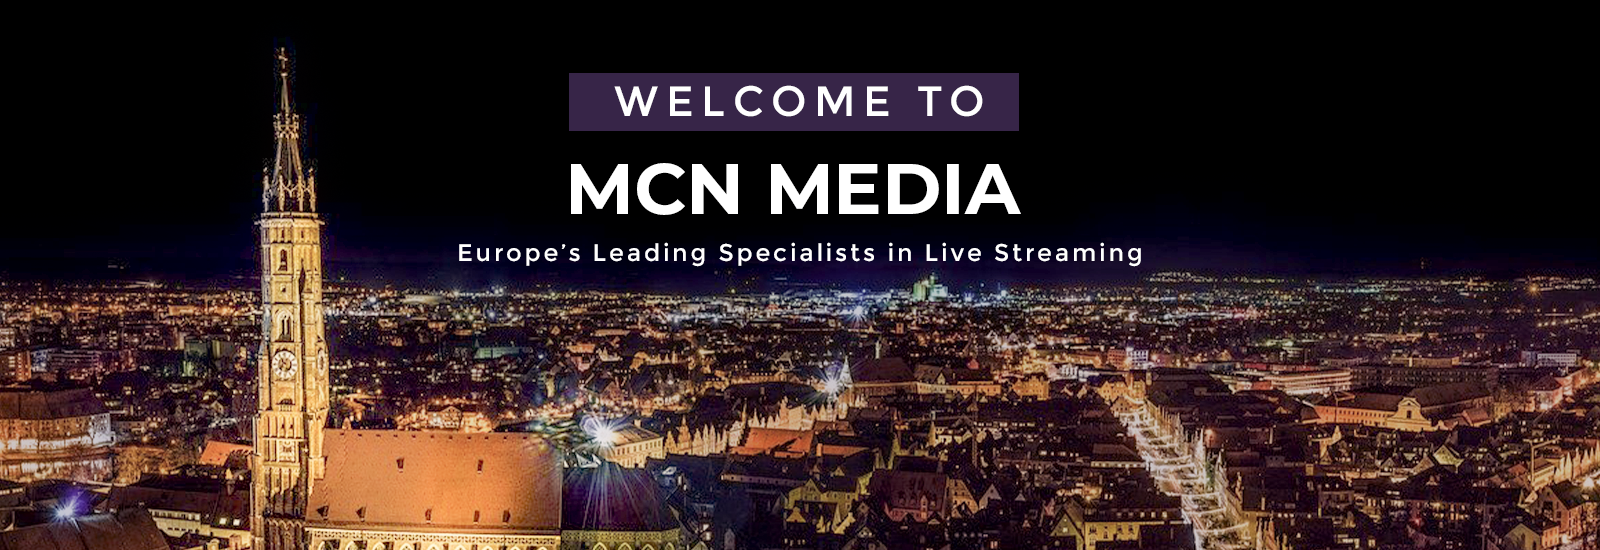 WELCOME TO
MCN MEDIA
Europe’s Leading Specialists in Live Streaming